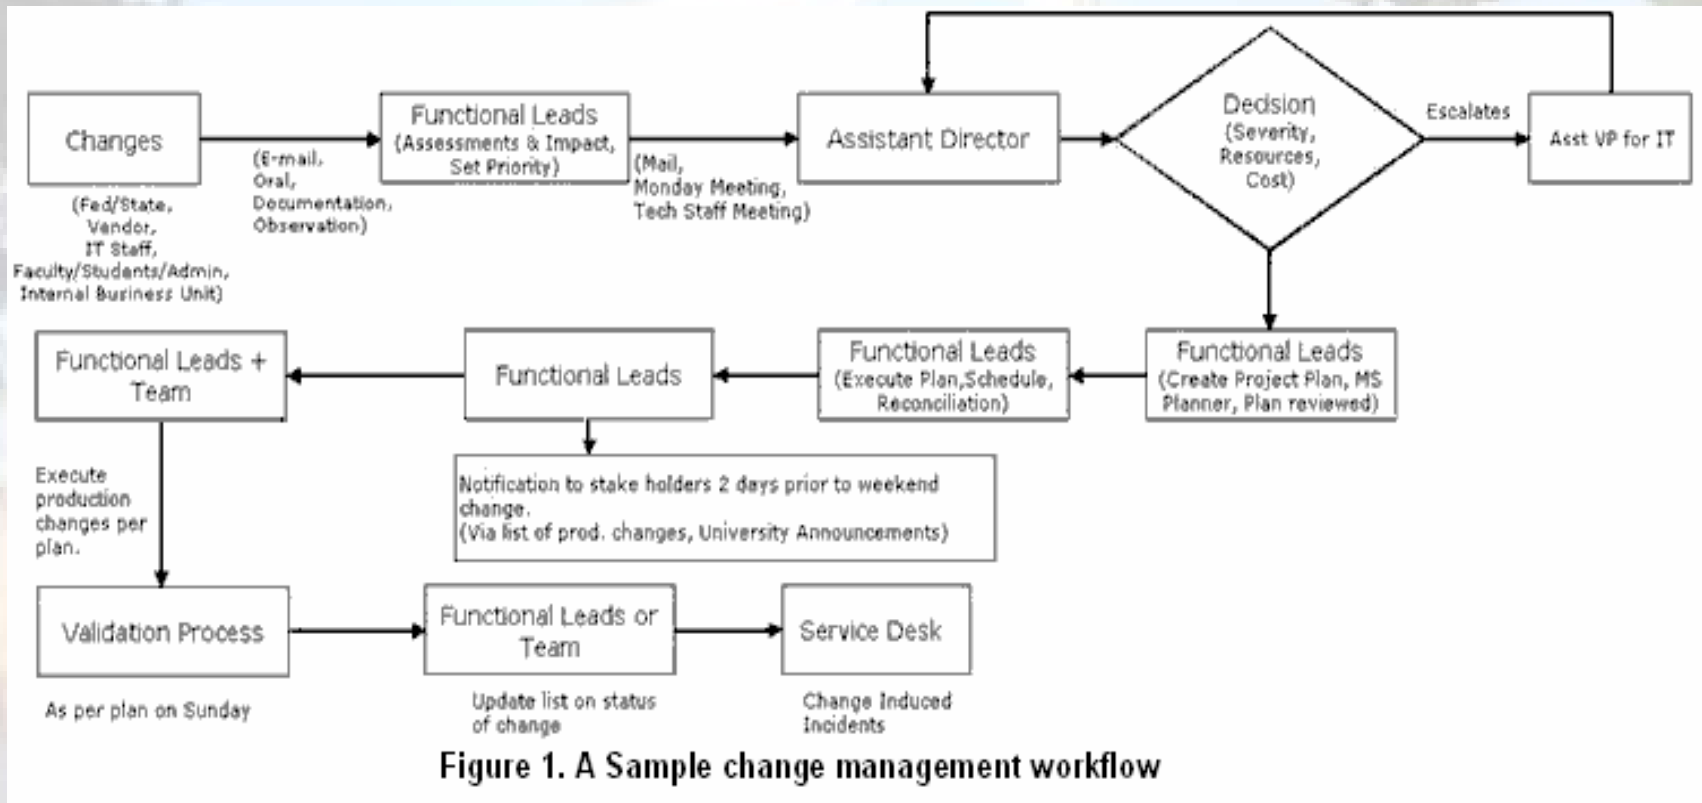 Changes
(Fed/State,
Vendor,
IT Staff,
Faculty/Students/Admin,
Internal Business Unit)
(E-mail,
Oral,
Documentation,
Observation)
Functional Leads
(Assessments & Impact,
Set Priority)
(Mail,
Monday Meeting,
Tech Staff Meeting)
Assistant Director
Decision
(Severity,
Resources,
Cost)
Escalates
Asst VP for IT
Functional Leads
(Create Project Plan, MS
Planner, Plan reviewed)
Functional Leads
(Execute Plan,Schedule,
Reconciliation)
Functional Leads
Notification to stake holders 2 days prior to weekend
change.
(Via list of prod. changes, University Announcements)
Functional Leads +
Team
Execute
production
changes per
plan.
Validation Process
As per plan on Sunday
Functional Leads or
Team
Update list on status
of change
Service Desk
Change Induced
Incidents
Figure 1. A Sample change management workflow